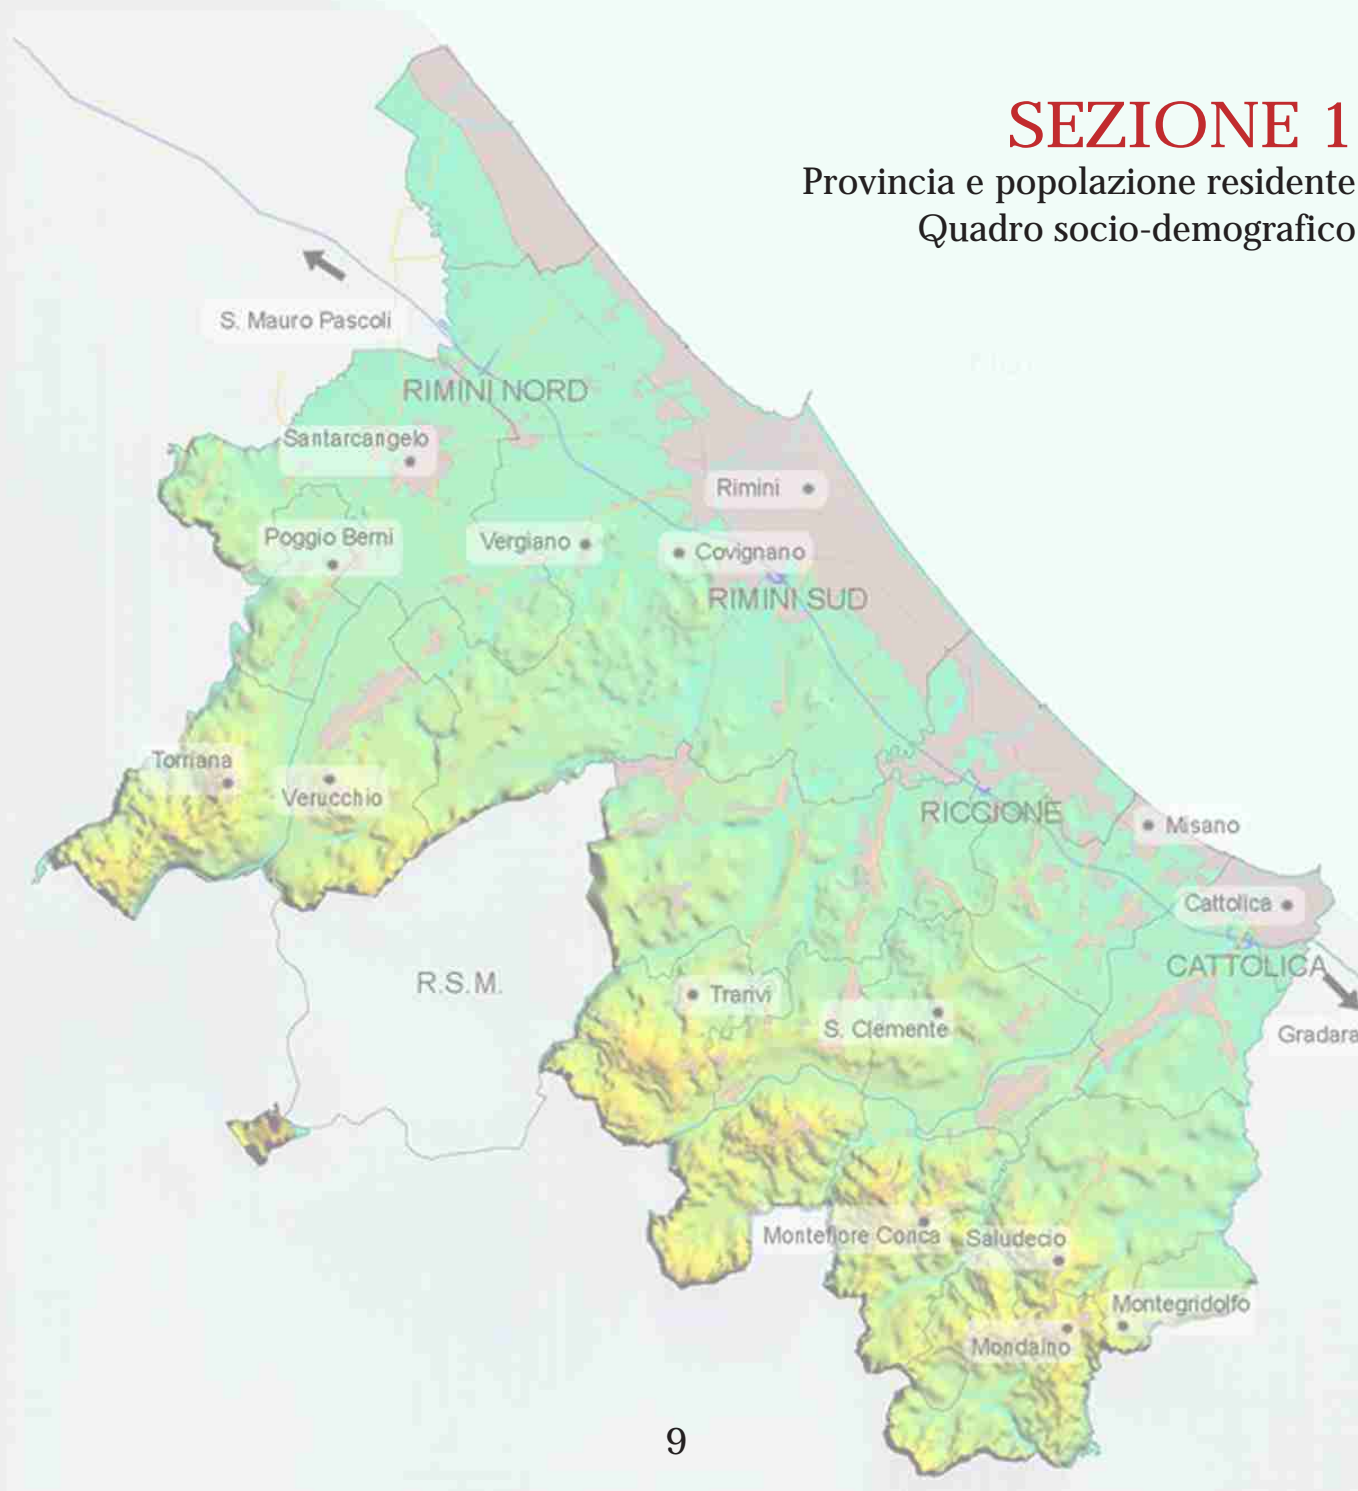 SEZIONE 1
Provincia e popolazione residente
Quadro socio-demografico
S. Mauro Pascoli
RIMINI NORD
Santarcangelo
Rimini
Poggio Berni
Vergiano
Covignano
RIMINI SUD
Torriana
Verucchio
RICCIONE
Misano
Cattolica
CATTOLICA
R.S.M.
Trarivi
S. Clemente
Gradara
Montefiore Conca
Saludecio
Montegridolfo
Mondaino
9